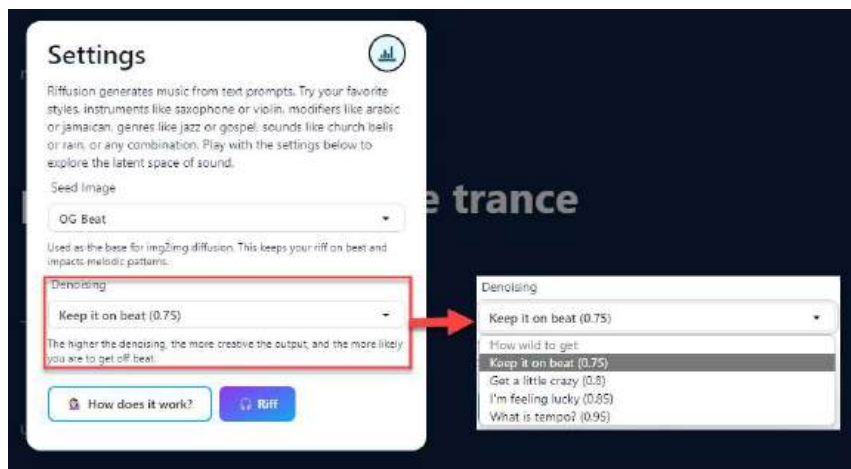 Settings
Riffusion generates music from text prompts. Try your favorite
styles, instruments like saxophone or violin, modifiers like arabic
or jamaican, genres like jazz or gospel, sounds like church bells
or rain, or any combination. Play with the settings below to
explore the latent space of sound.
Seed Image
OG Beat
Used as the base for img2img diffusion. This keeps your riff on beat and
impacts melodic patterns.
Denoising
Keep it on beat (0.75)
The higher the denoising, the more creative the output, and the more likely
you are to get off beat.
How does it work?
Riff
trance
Denoising
Keep it on beat (0.75)
How wild to get
Keep it on beat (0.75)
Get a little crazy (0.8)
I'm feeling lucky (0.85)
What is tempo? (0.95)